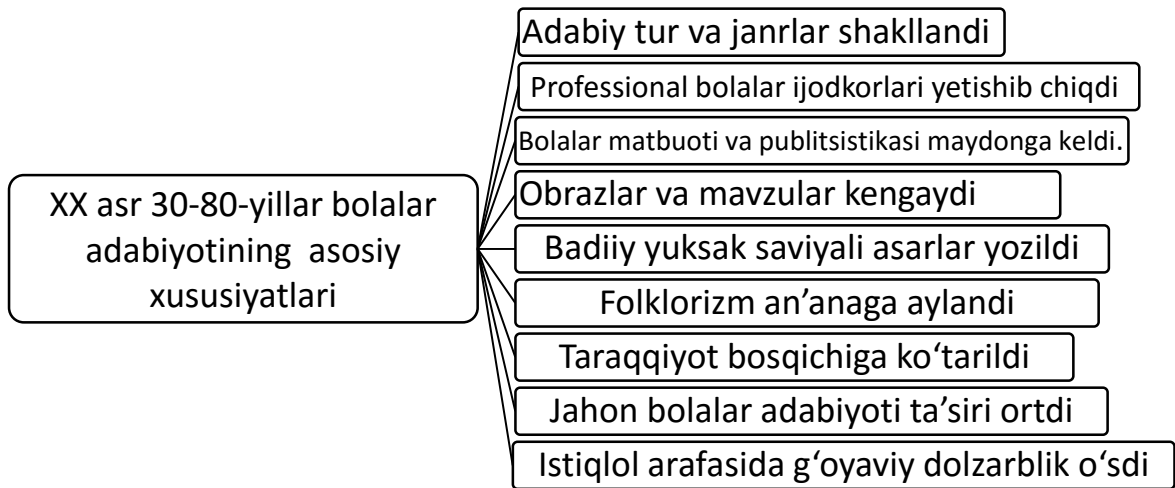 XX asr 30-80-yillar bolalar
adabiyotining asosiy
xususiyatlari
Adabiy tur va janrlar shakllandi
Professional bolalar ijodkorlari yetishib chiqdi
Bolalar matbuoti va publitsistikasi maydonga keldi.
Obrazlar va mavzular kengaydi
Badiiy yuksak saviyali asarlar yozildi
Folklorizm an’anaga aylandi
Taraqqiyot bosqichiga ko‘tarildi
Jahon bolalar adabiyoti ta’siri ortdi
Istiqlol arafasida g‘oyaviy dolzarblik o‘sdi